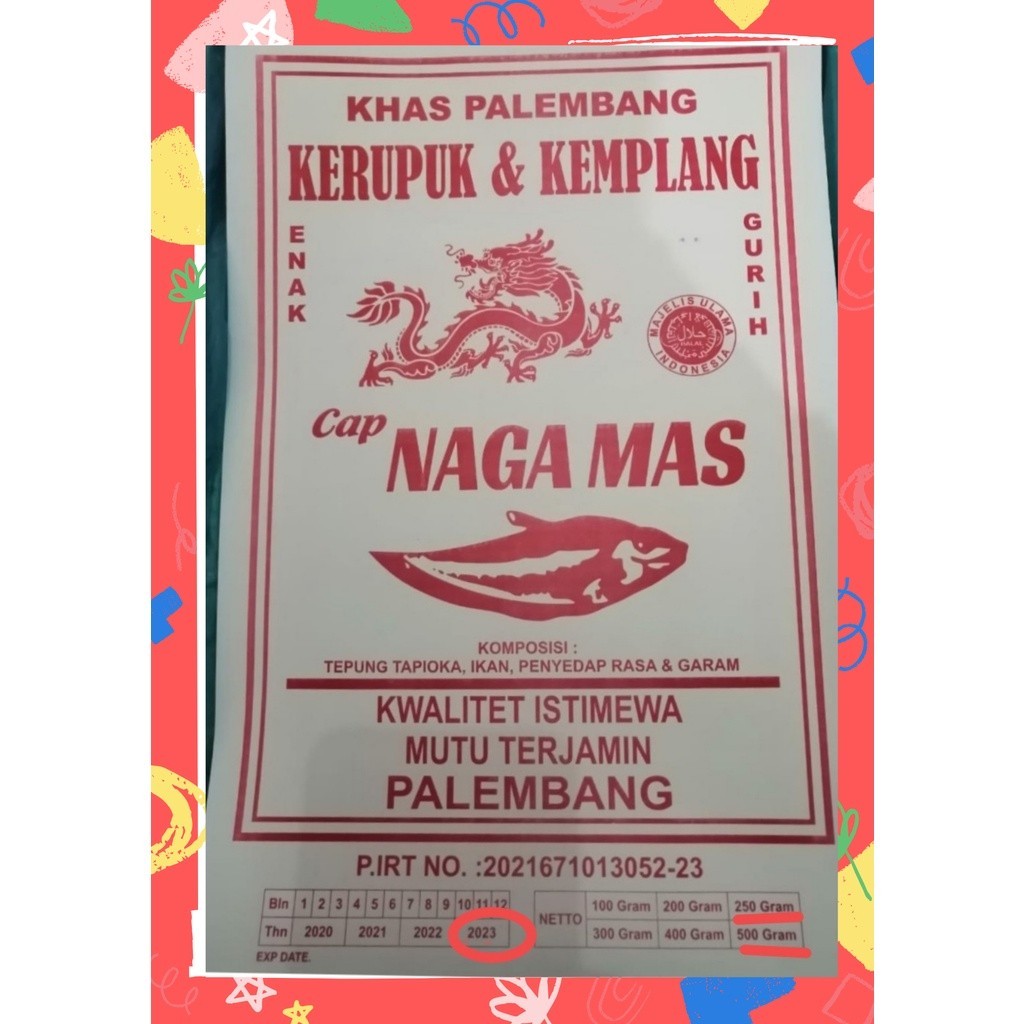 KHAS PALEMBANG
KERUPUK & KEMPLANG
ENAK
GURIH
MAJELIS ULAMA
حلال
HALAL
INDONESIA
Cap NAGA MAS
KOMPOSISI :
TEPUNG TAPIOKA, IKAN, PENYEDAP RASA & GARAM
KWALITET ISTIMEWA
MUTU TERJAMIN
PALEMBANG
P.IRT NO. :2021671013052-23
Bln 1 2 3 4 5 6 7 8 9 10 11 12
Thn 2020 2021 2022 2023
EXP DATE.
NETTO
100 Gram 200 Gram 250 Gram
300 Gram 400 Gram 500 Gram